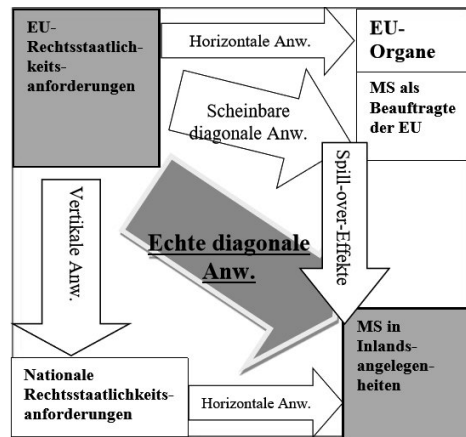 EU-
Rechtsstaatlich-
keits-
anforderungen
Horizontale Anw.
EU-
Organe
MS als
Beauftragte
der EU
Scheinbare
diagonale Anw.
Vertikale Anw.
Spill-over-Effekte
Echte diagonale
Anw.
MS in
Inlands-
angelegen-
heiten
Nationale
Rechtsstaatlichkeits-
anforderungen
Horizontale Anw.